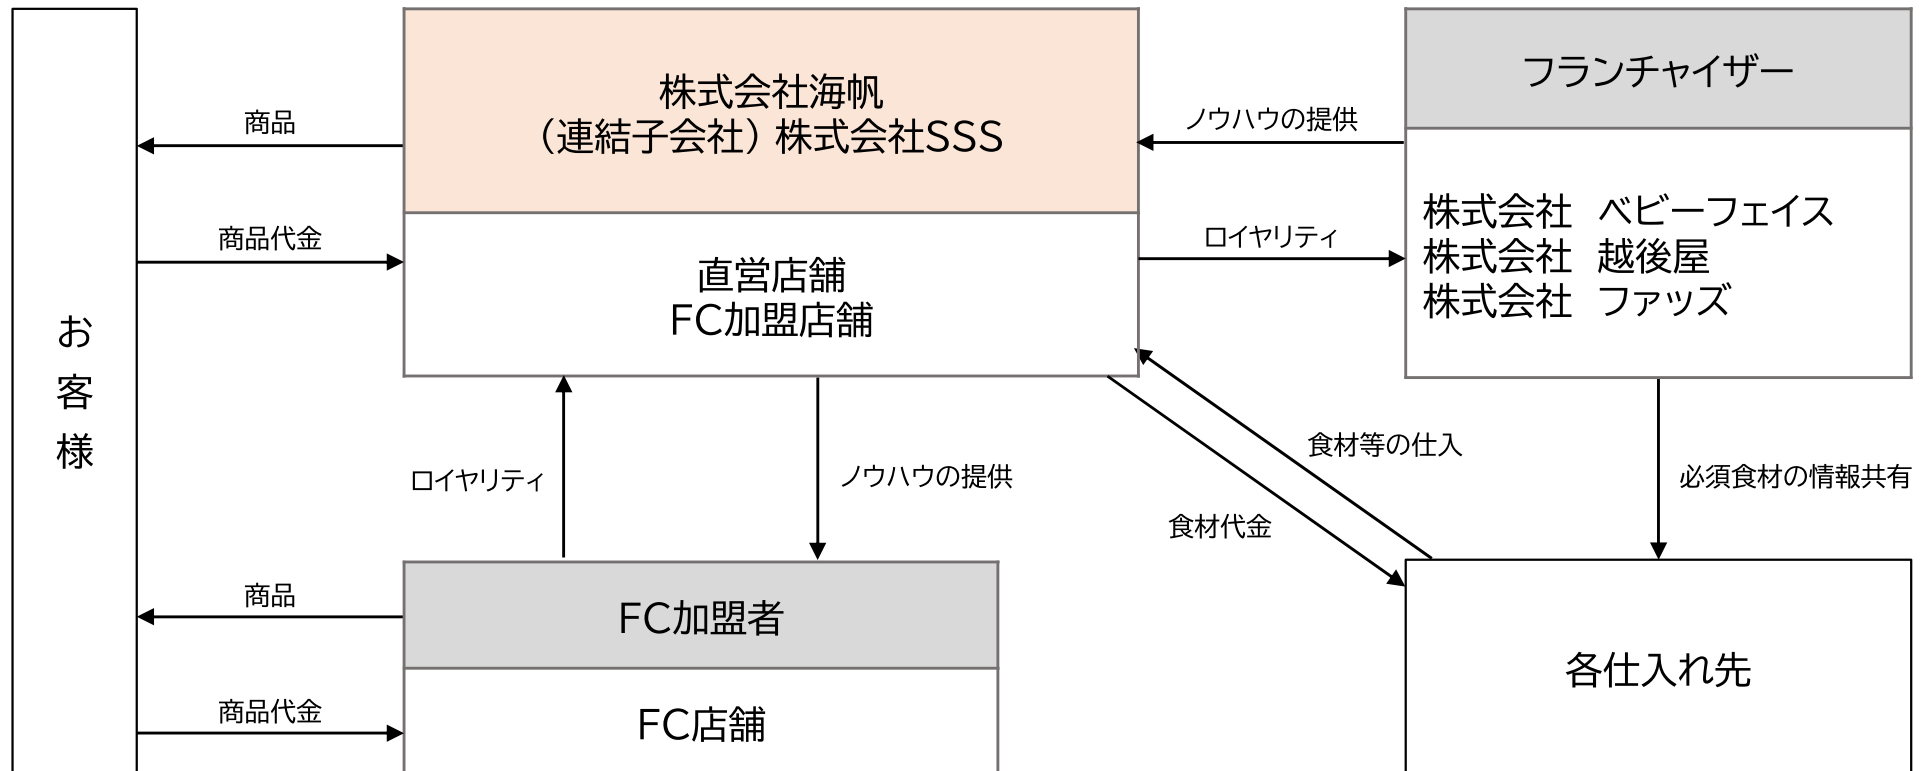 お
客
様
商品
商品代金
株式会社海帆
（連結子会社）株式会社SSS
直営店舗
FC加盟店舗
ノウハウの提供
ロイヤリティ
フランチャイザー
株式会社　ベビーフェイス
株式会社　越後屋
株式会社　ファッズ
ロイヤリティ
ノウハウの提供
食材等の仕入
食材代金
必須食材の情報共有
商品
商品代金
FC加盟者
FC店舗
各仕入れ先